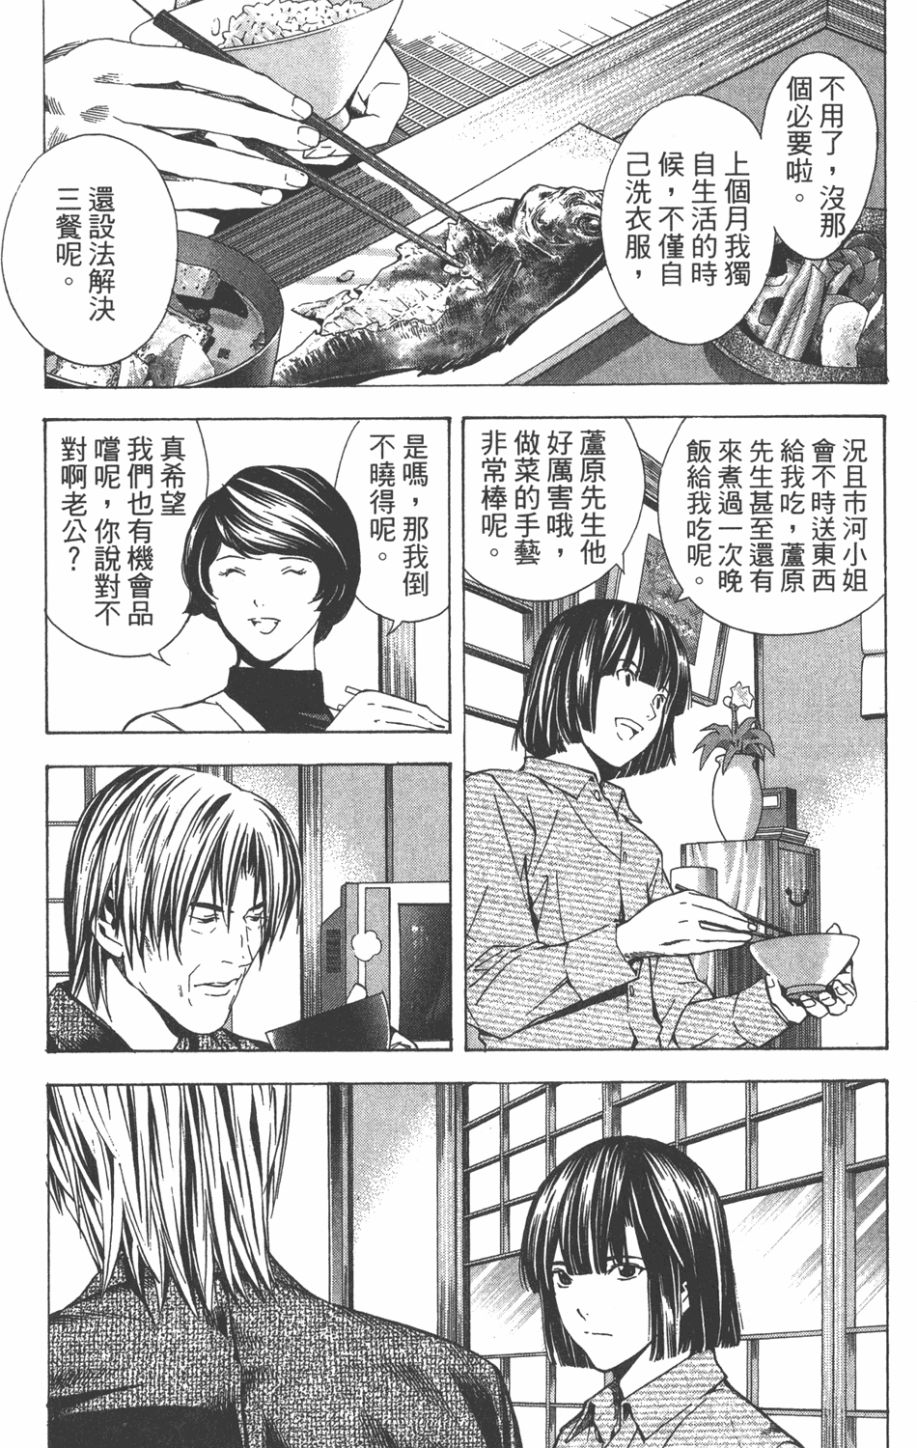 不用了，沒那
個必要啦。
上個月我獨
自生活的時
候，不僅自
己洗衣服，
還設法解決
三餐呢。
況且市河小姐
會不時送東西
給我吃，蘆原
先生甚至還有
來煮過一次晚
飯給我吃呢。
蘆原先生他
好厲害哦，
做菜的手藝
非常棒呢。
是嗎，那我倒
不曉得呢。
真希望
我們也有機會品
嚐呢，你說對不
對啊老公？